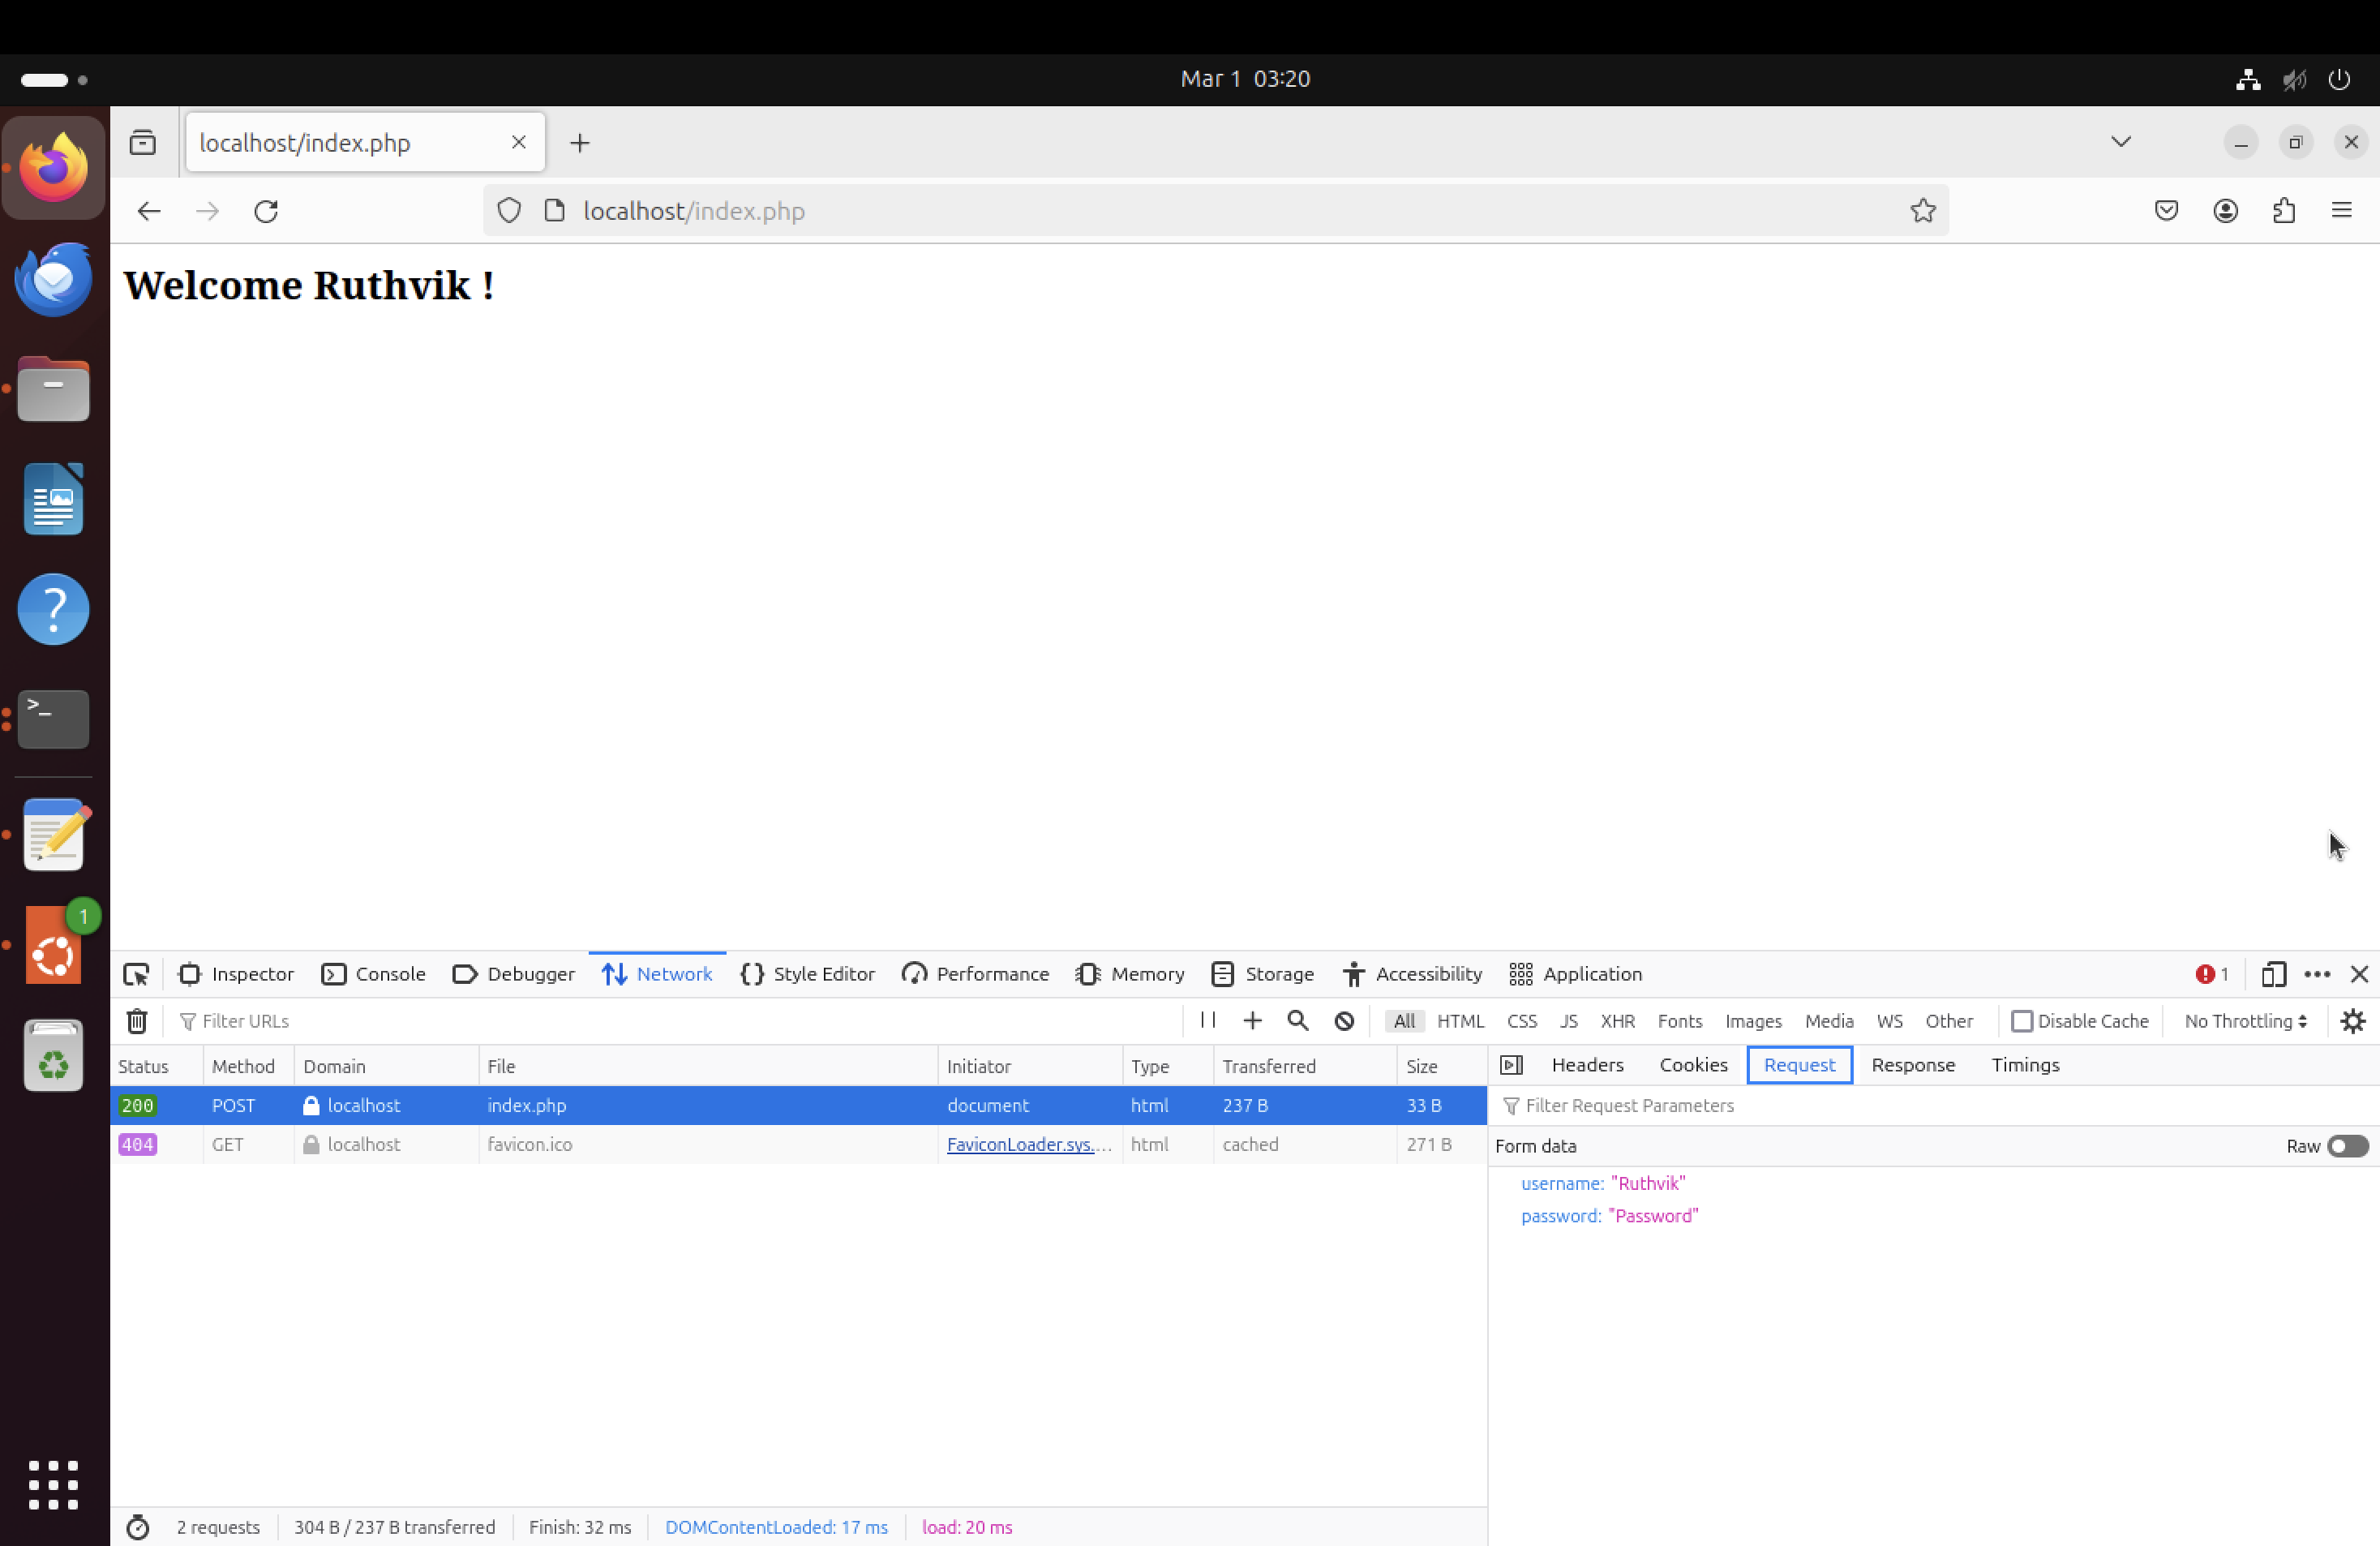 Mar 1 03:20
localhost/index.php
localhost/index.php
Welcome Ruthvik !
?
>_
1
Inspector Console Debugger Network Style Editor Performance Memory Storage Accessibility Application 1
Filter URLs All HTML CSS JS XHR Fonts Images Media WS Other Disable Cache No Throttling
Status Method Domain File Initiator Type Transferred Size Headers Cookies Request Response Timings
200 POST localhost index.php document html 237 B 33 B Filter Request Parameters
404 GET localhost favicon.ico FaviconLoader.sys.... html cached 271 B Form data Raw
username: "Ruthvik"
password: "Password"
2 requests 304 B / 237 B transferred Finish: 32 ms DOMContentLoaded: 17 ms load: 20 ms